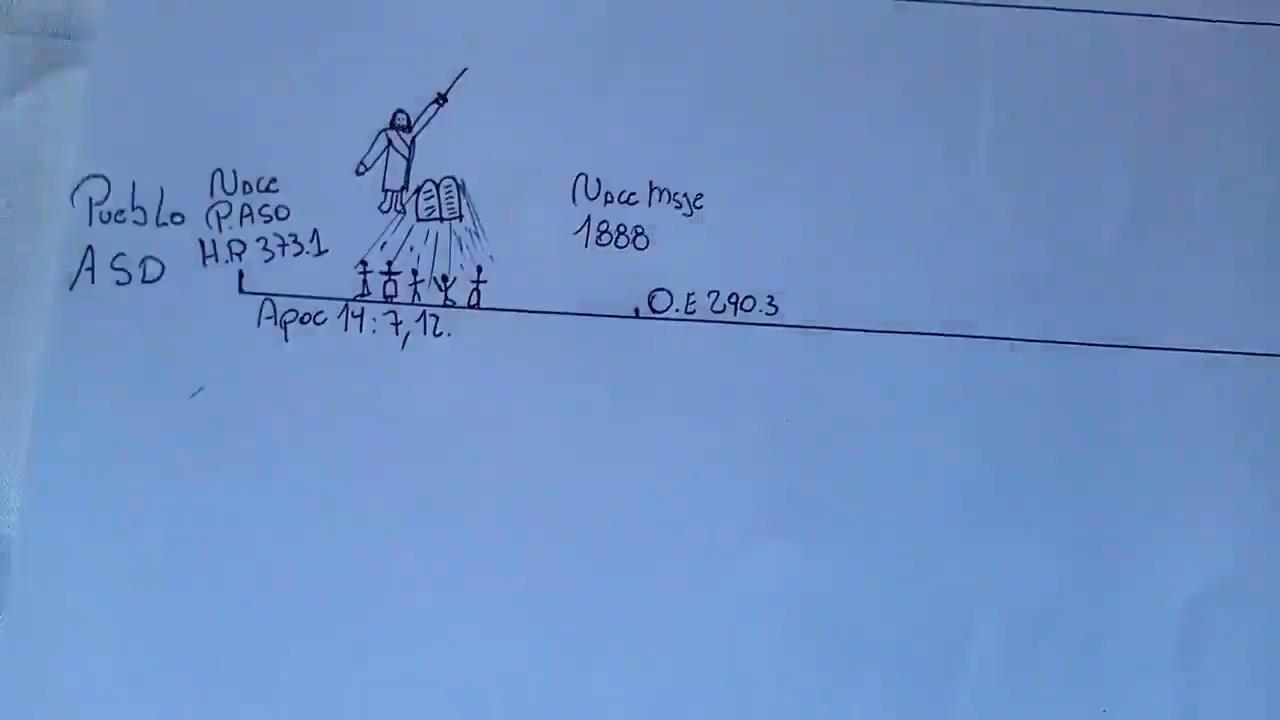 Pueblo
ASD
Nace
P.ASD
H.R 373.1
Apoc 14:7,12.
Nace Msje
1888
O.E 290.3